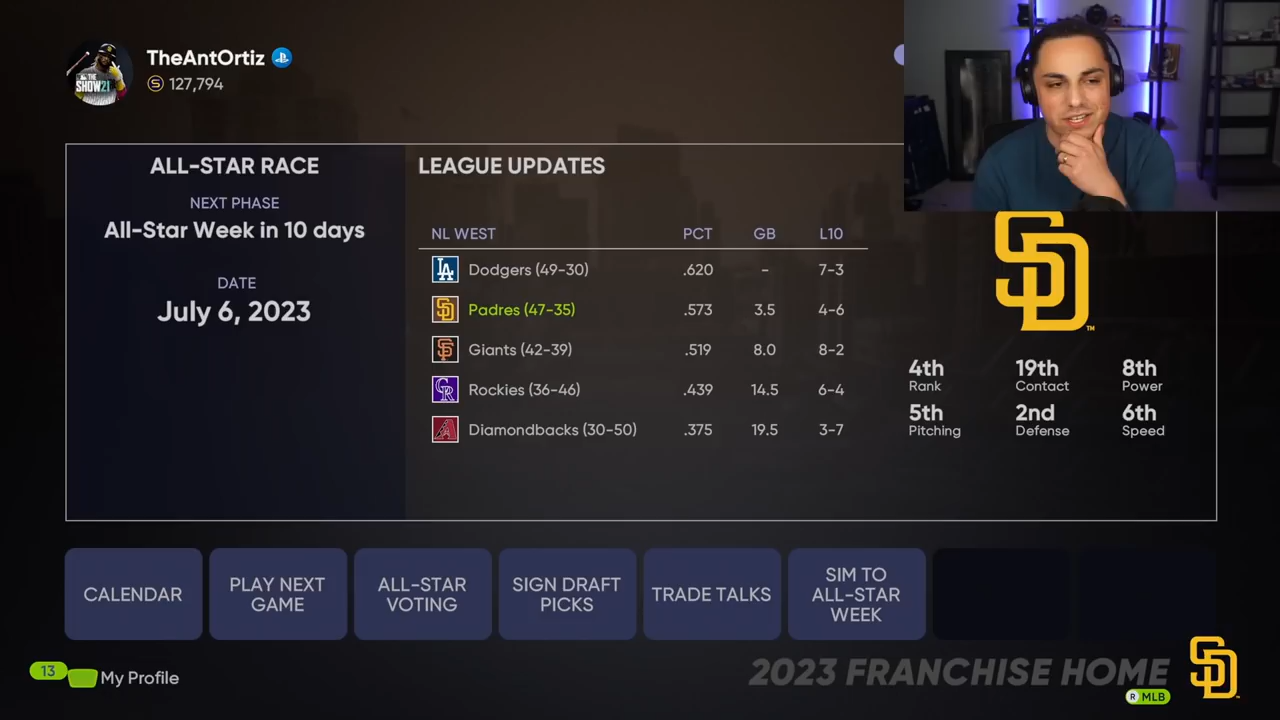 TheAntOrtiz
127,794
THE SHOW21
ALL-STAR RACE
NEXT PHASE
All-Star Week in 10 days
DATE
July 6, 2023
LEAGUE UPDATES
NL WEST PCT GB L10
Dodgers (49-30) .620 - 7-3
Padres (47-35) .573 3.5 4-6
Giants (42-39) .519 8.0 8-2
Rockies (36-46) .439 14.5 6-4
Diamondbacks (30-50) .375 19.5 3-7
SD
TM
4th 19th 8th
Rank Contact Power
5th 2nd 6th
Pitching Defense Speed
CALENDAR
PLAY NEXT GAME
ALL-STAR VOTING
SIGN DRAFT PICKS
TRADE TALKS
SIM TO ALL-STAR WEEK
13 My Profile
2023 FRANCHISE HOME
SD
R MLB